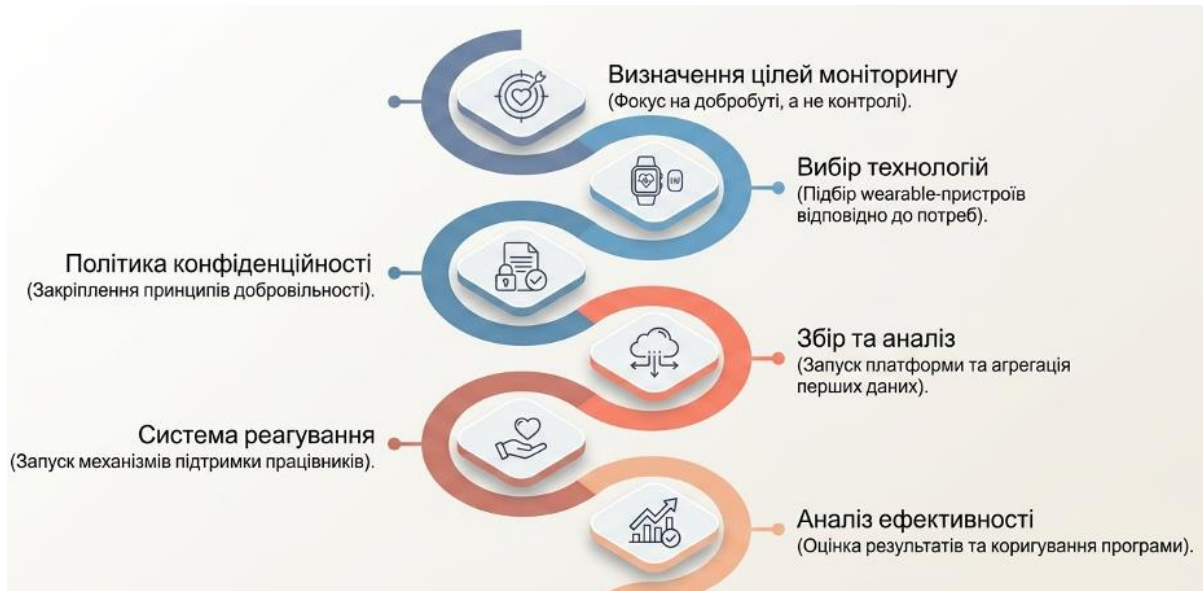 Визначення цілей моніторингу
(Фокус на добробуті, а не контролі).
Вибір технологій
(Підбір wearable-пристроїв
відповідно до потреб).
Політика конфіденційності
(Закріплення принципів добровільності).
Збір та аналіз
(Запуск платформи та агрегація
перших даних).
Система реагування
(Запуск механізмів підтримки працівників).
Аналіз ефективності
(Оцінка результатів та коригування програми).